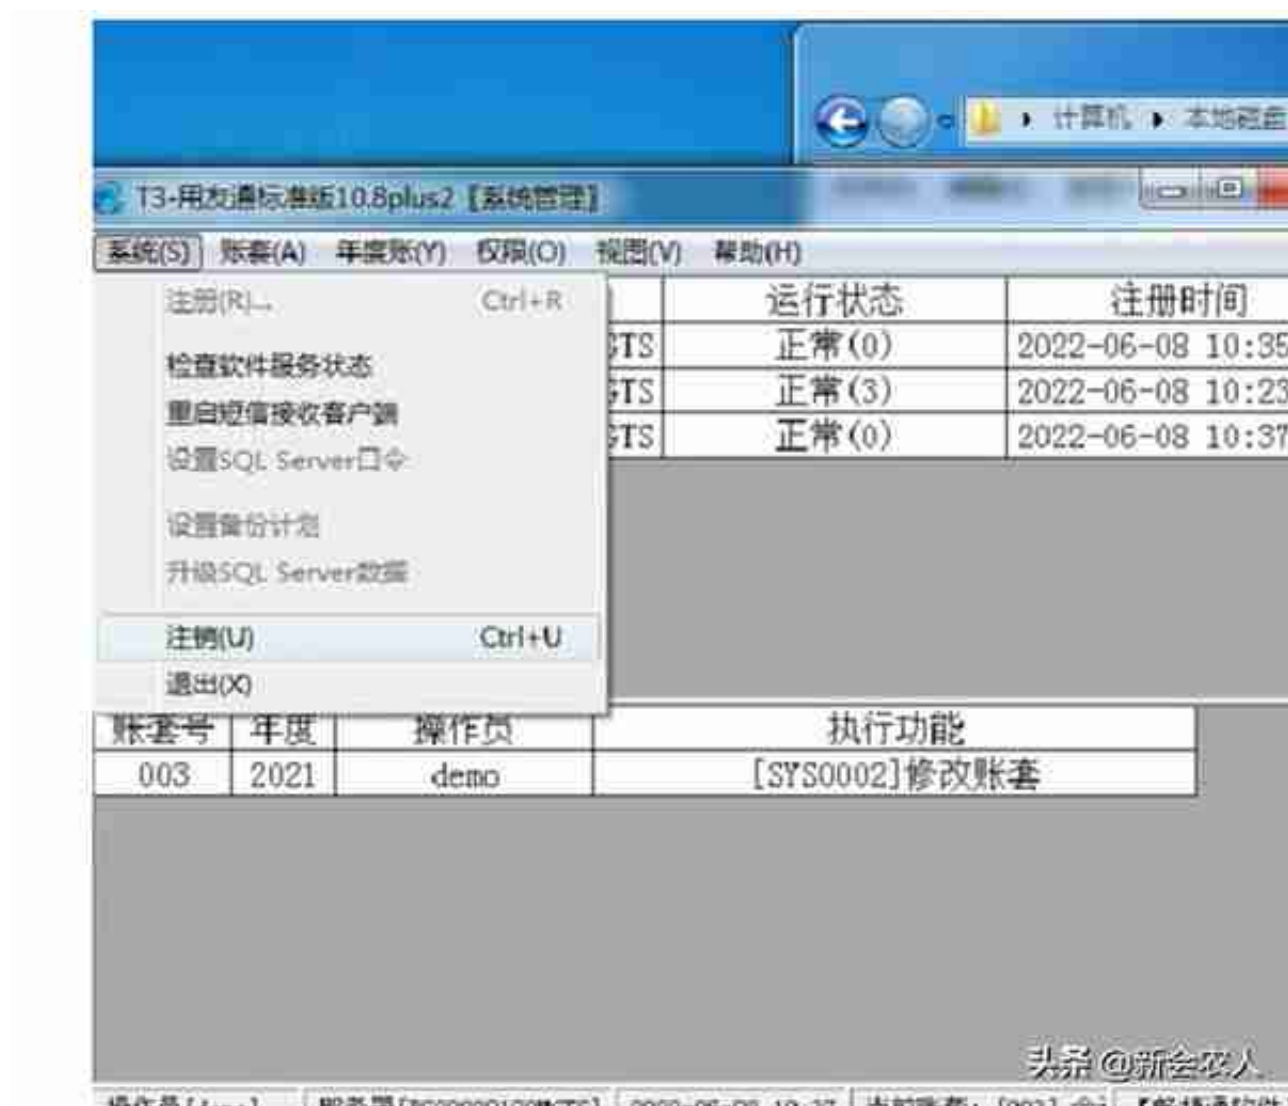 计算机 ▸ 本地磁盘
T3-用友通标准版10.8plus2【系统管理】
系统(S) 账套(A) 年度账(Y) 权限(O) 视图(V) 帮助(H)
注册(R)... Ctrl+R
检查软件服务状态
重启短信接收客户端
设置SQL Server口令
设置备份计划
升级SQL Server数据
注销(U) Ctrl+U
退出(X)
运行状态 注册时间
GTS 正常(0) 2022-06-08 10:35
GTS 正常(3) 2022-06-08 10:23
GTS 正常(0) 2022-06-08 10:37
账套号 年度 操作员 执行功能
003 2021 demo [SYS0002]修改账套
头条 @新会农人